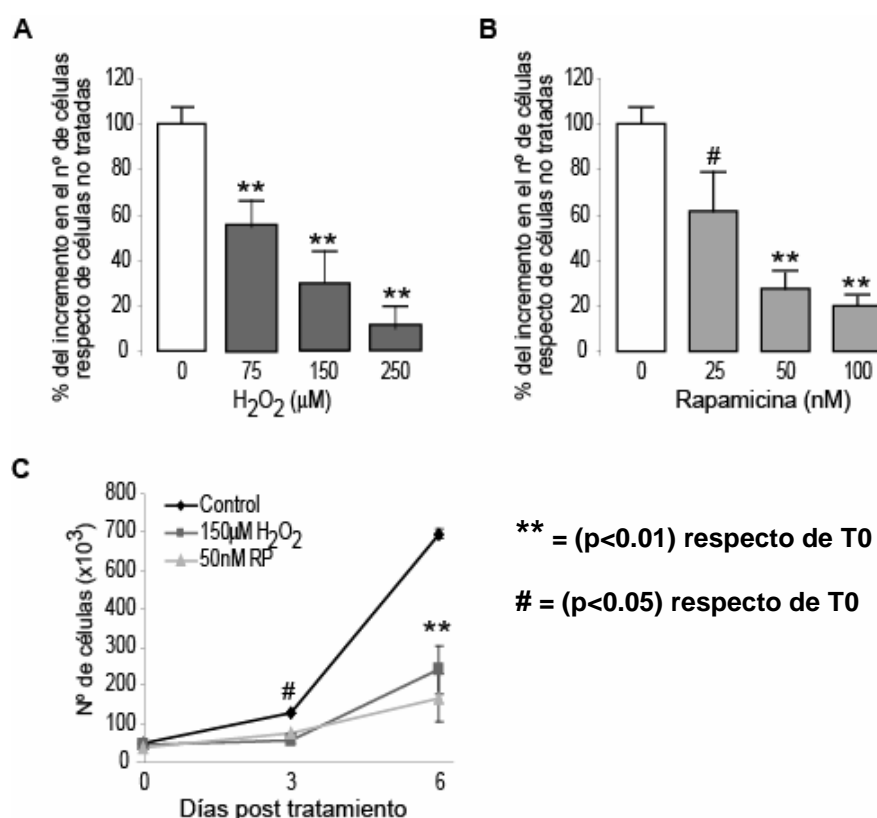 A
% del incremento en el nº de células
respecto de células no tratadas
120
100
80
60
40
20
0
**
**
**
0 75 150 250
H2O2 (µM)
B
% del incremento en el nº de células
respecto de células no tratadas
120
100
80
60
40
20
0
#
**
**
0 25 50 100
Rapamicina (nM)
C
Nº de células (x10³)
800
700
600
500
400
300
200
100
0
Control
150µM H2O2
50nM RP
#
**
0 3 6
Días post tratamiento
** = (p<0.01) respecto de T0
# = (p<0.05) respecto de T0